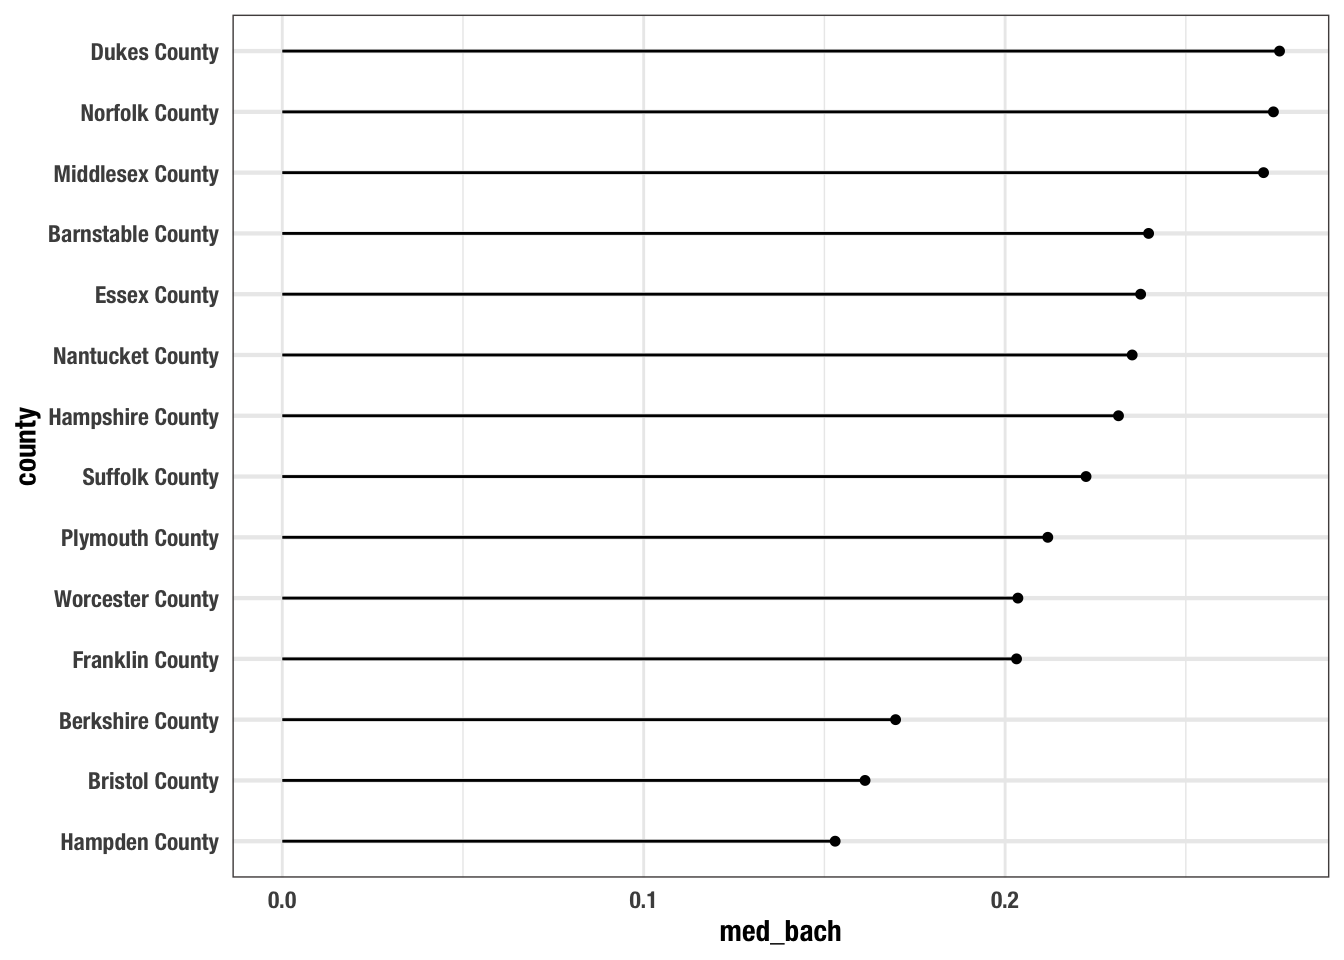 Dukes County
Norfolk County
Middlesex County
Barnstable County
Essex County
Nantucket County
Hampshire County
Suffolk County
Plymouth County
Worcester County
Franklin County
Berkshire County
Bristol County
Hampden County
county
0.0 0.1 0.2
med_bach